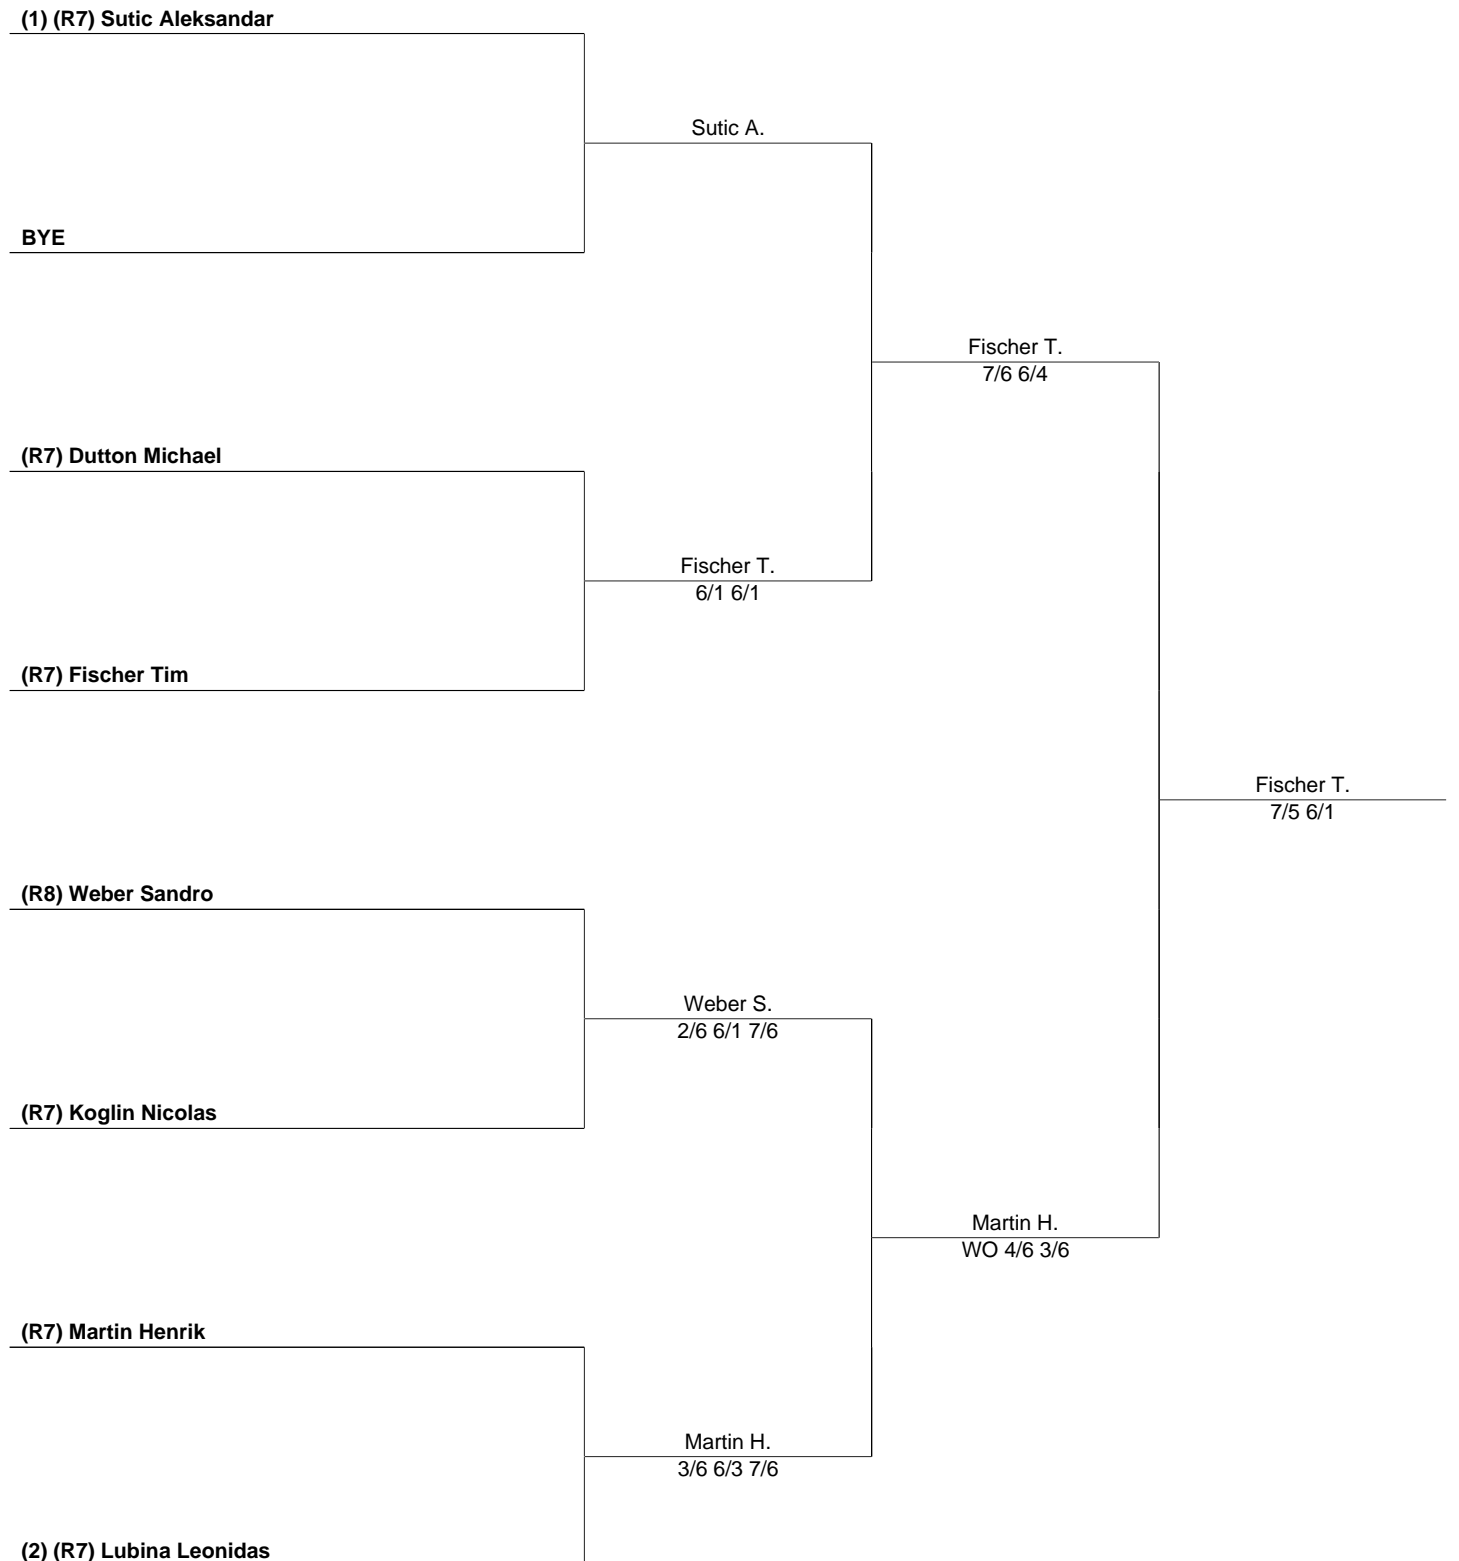 (1) (R7) Sutic Aleksandar
Sutic A.
BYE
Fischer T.
7/6 6/4
(R7) Dutton Michael
Fischer T.
6/1 6/1
(R7) Fischer Tim
Fischer T.
7/5 6/1
(R8) Weber Sandro
Weber S.
2/6 6/1 7/6
(R7) Koglin Nicolas
Martin H.
WO 4/6 3/6
(R7) Martin Henrik
Martin H.
3/6 6/3 7/6
(2) (R7) Lubina Leonidas